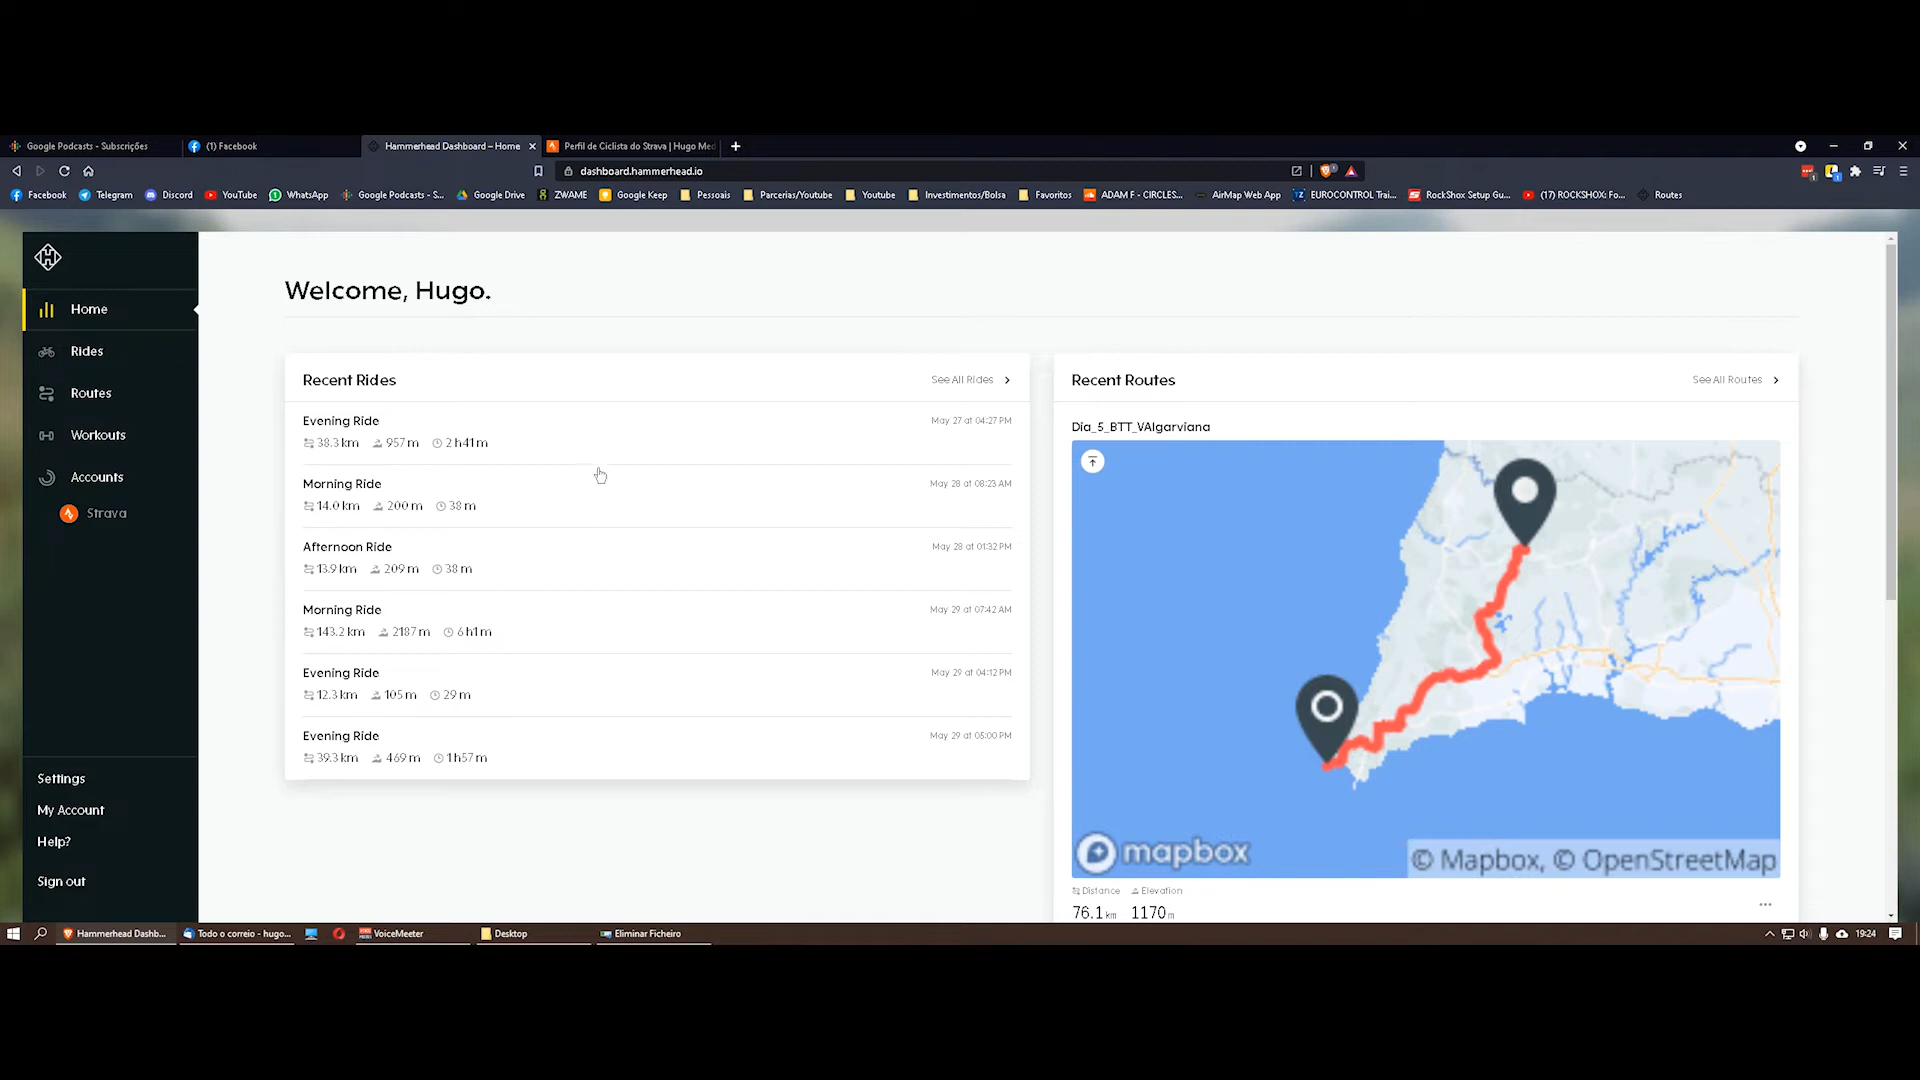 Google Podcasts - Subscrições
(1) Facebook
Hammerhead Dashboard – Home
Perfil de Ciclista do Strava | Hugo Med
dashboard.hammerhead.io
Facebook
Telegram
Discord
YouTube
WhatsApp
Google Podcasts - S...
Google Drive
ZWAME
Google Keep
Pessoais
Parcerias/Youtube
Youtube
Investimentos/Bolsa
Favoritos
ADAM F - CIRCLES...
AirMap Web App
EUROCONTROL Trai...
RockShox Setup Gu...
(17) ROCKSHOX: Fo...
Routes
Home
Rides
Routes
Workouts
Accounts
Strava
Settings
My Account
Help?
Sign out
Welcome, Hugo.
Recent Rides
See All Rides
Evening Ride
May 27 at 04:27 PM
38.3 km 957 m 2 h 41 m
Morning Ride
May 28 at 08:23 AM
14.0 km 200 m 38 m
Afternoon Ride
May 28 at 01:32 PM
13.9 km 209 m 38 m
Morning Ride
May 29 at 07:42 AM
143.2 km 2187 m 6 h 1 m
Evening Ride
May 29 at 04:12 PM
12.3 km 105 m 29 m
Evening Ride
May 29 at 05:00 PM
39.3 km 469 m 1 h 57 m
Recent Routes
See All Routes
Dia_5_BTT_VAlgarviana
mapbox
© Mapbox, © OpenStreetMap
Distance Elevation
76.1 km 1170 m
Hammerhead Dashb...
Todo o correio - hugo...
VoiceMeeter
Desktop
Eliminar Ficheiro
19:24